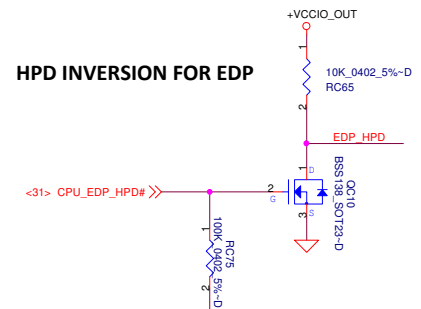 +VCCIO_OUT
1
HPD INVERSION FOR EDP
10K_0402_5%~D
RC65
2
EDP_HPD
1
D
QC10
BSS138_SOT23~D
<31> CPU_EDP_HPD#
2
G
S
3
1
RC75
100K_0402_5%~D
2